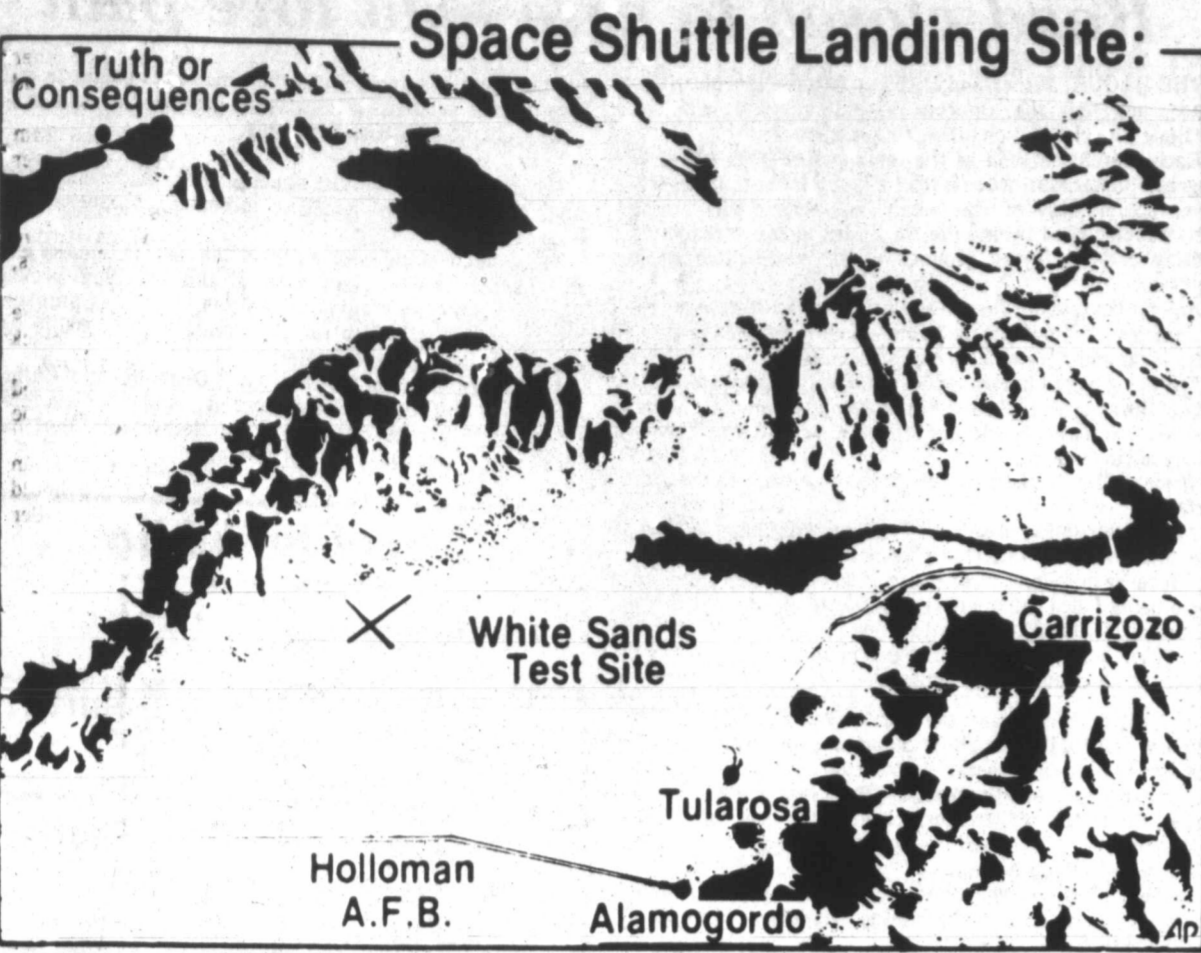 Space Shuttle Landing Site:
Truth or
Consequences
White Sands
Test Site
Carrizozo
Tularosa
Holloman
A.F.B.
Alamogordo
AP